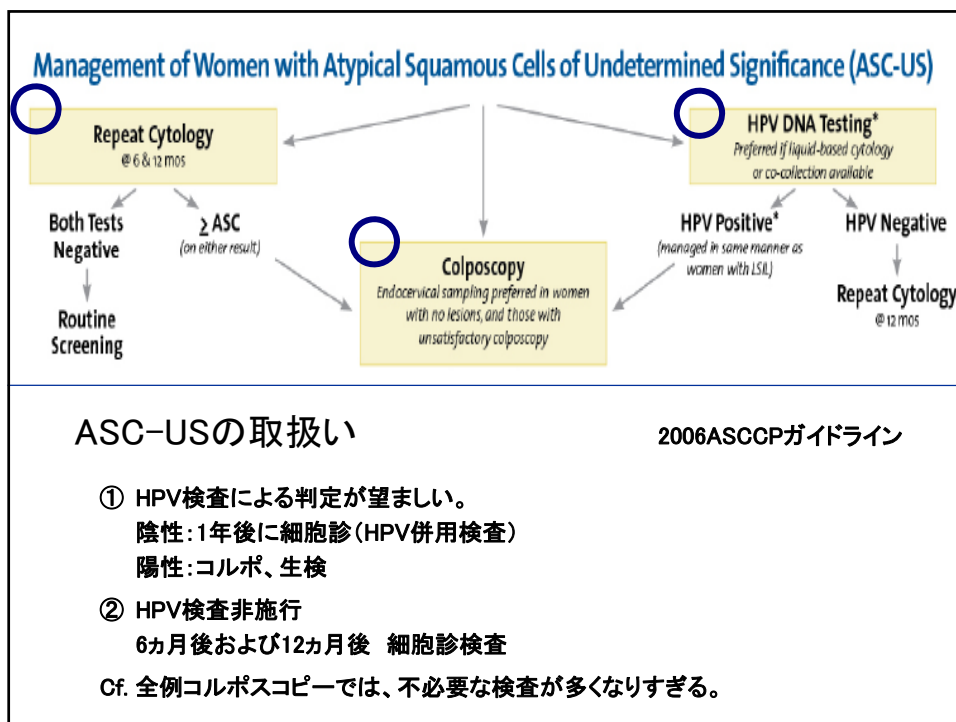 Management of Women with Atypical Squamous Cells of Undetermined Significance (ASC-US)
Repeat Cytology
@ 6 & 12 mos
Both Tests
Negative
≥ ASC
(on either result)
Routine
Screening
Colposcopy
Endocervical sampling preferred in women
with no lesions, and those with
unsatisfactory colposcopy
HPV DNA Testing*
Preferred if liquid-based cytology
or co-collection available
HPV Positive*
(managed in same manner as
women with LSIL)
HPV Negative
Repeat Cytology
@ 12 mos
ASC-USの取扱い
2006ASCCPガイドライン
① HPV検査による判定が望ましい。
陰性：1年後に細胞診（HPV併用検査）
陽性：コルポ、生検
② HPV検査非施行
6ヵ月後および12ヵ月後 細胞診検査
Cf. 全例コルポスコピーでは、不必要な検査が多くなりすぎる。